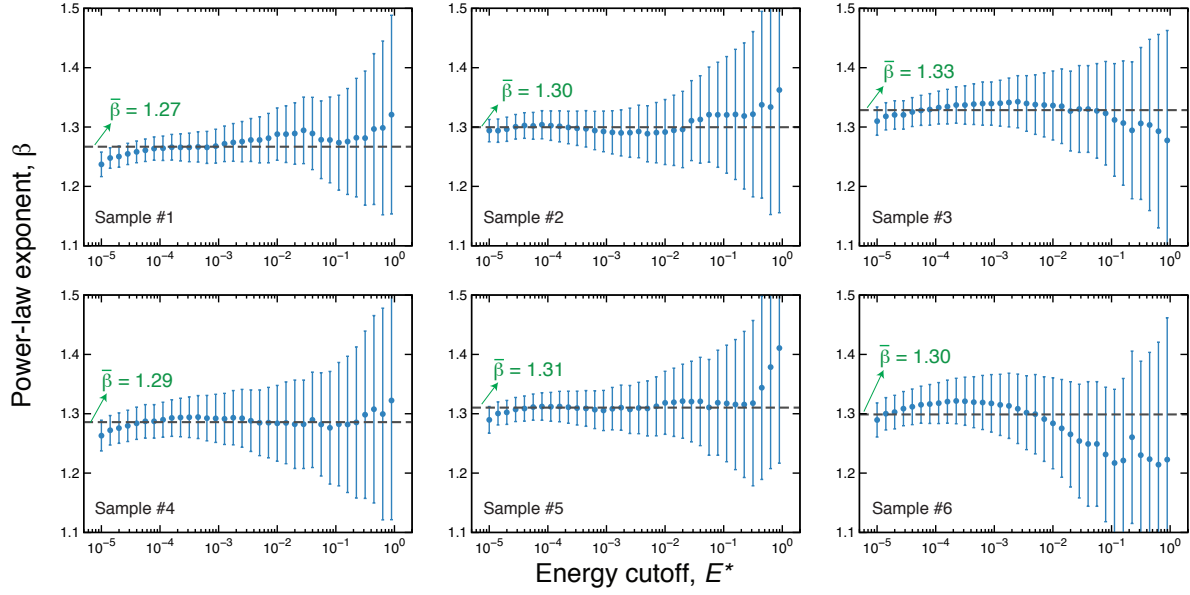 Power-law exponent, β
1.5
1.4
1.3
1.2
1.1
β̅ = 1.27
Sample #1
10⁻⁵ 10⁻⁴ 10⁻³ 10⁻² 10⁻¹ 10⁰
1.5
1.4
1.3
1.2
1.1
β̅ = 1.30
Sample #2
10⁻⁵ 10⁻⁴ 10⁻³ 10⁻² 10⁻¹ 10⁰
1.5
1.4
1.3
1.2
1.1
β̅ = 1.33
Sample #3
10⁻⁵ 10⁻⁴ 10⁻³ 10⁻² 10⁻¹ 10⁰
1.5
1.4
1.3
1.2
1.1
β̅ = 1.29
Sample #4
10⁻⁵ 10⁻⁴ 10⁻³ 10⁻² 10⁻¹ 10⁰
1.5
1.4
1.3
1.2
1.1
β̅ = 1.31
Sample #5
10⁻⁵ 10⁻⁴ 10⁻³ 10⁻² 10⁻¹ 10⁰
1.5
1.4
1.3
1.2
1.1
β̅ = 1.30
Sample #6
10⁻⁵ 10⁻⁴ 10⁻³ 10⁻² 10⁻¹ 10⁰
Energy cutoff, E*